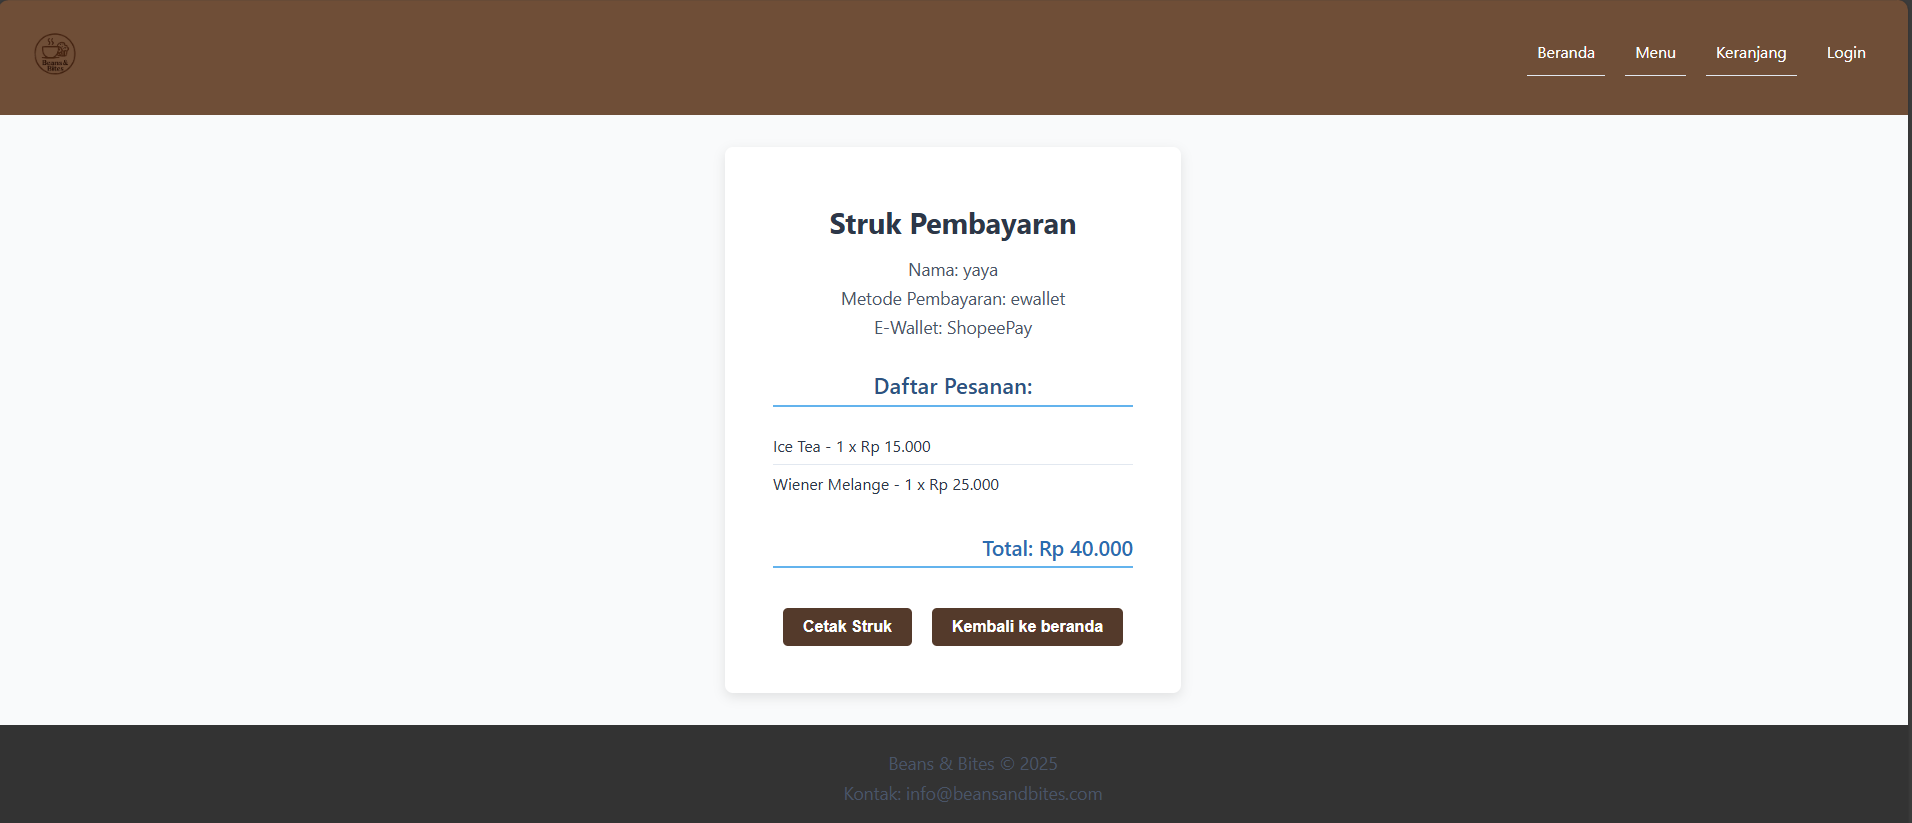 Beans &
Bites
Beranda
Menu
Keranjang
Login
Struk Pembayaran
Nama: yaya
Metode Pembayaran: ewallet
E-Wallet: ShopeePay
Daftar Pesanan:
Ice Tea - 1 x Rp 15.000
Wiener Melange - 1 x Rp 25.000
Total: Rp 40.000
Cetak Struk
Kembali ke beranda
Beans & Bites © 2025
Kontak: info@beansandbites.com